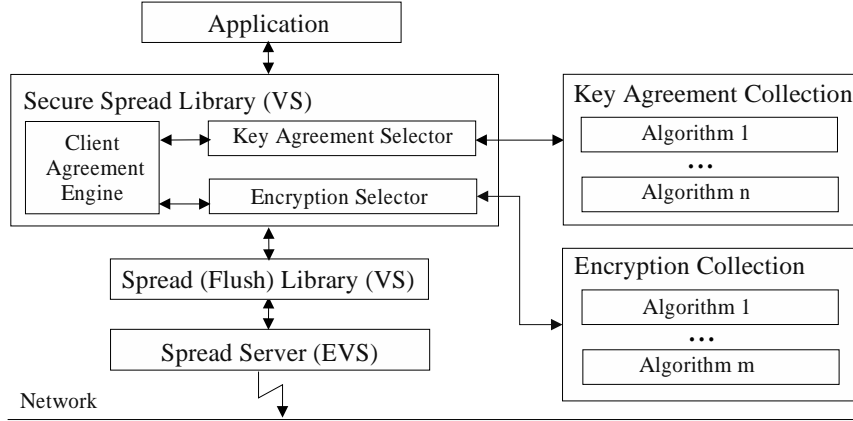 Application
Secure Spread Library (VS)
Client
Agreement
Engine
Key Agreement Selector
Encryption Selector
Key Agreement Collection
Algorithm 1
...
Algorithm n
Spread (Flush) Library (VS)
Encryption Collection
Algorithm 1
...
Algorithm m
Spread Server (EVS)
Network